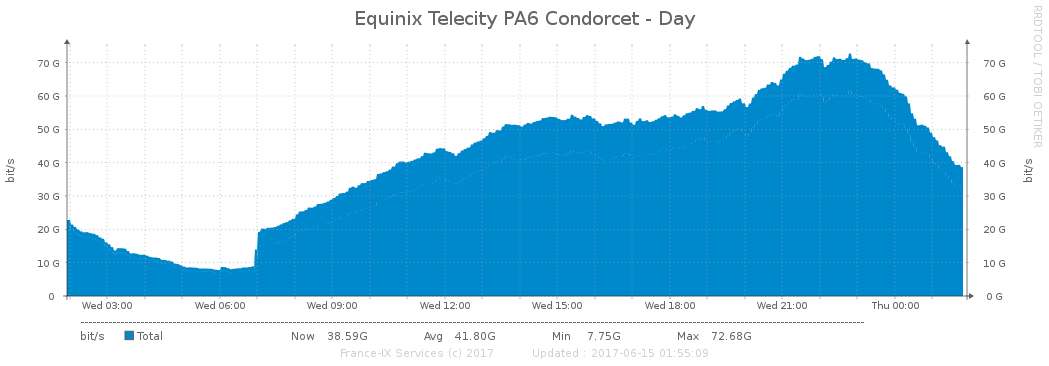 Equinix Telecity PA6 Condorcet - Day
RRDTOOL / TOBI OETIKER
70 G 70 G
60 G 60 G
50 G 50 G
40 G 40 G
30 G 30 G
20 G 20 G
10 G 10 G
0 0 G
bit/s
bit/s
Wed 03:00 Wed 06:00 Wed 09:00 Wed 12:00 Wed 15:00 Wed 18:00 Wed 21:00 Thu 00:00
bit/s Total Now 38.59G Avg 41.80G Min 7.75G Max 72.68G
France-IX Services (c) 2017 Updated : 2017-06-15 01:55:09